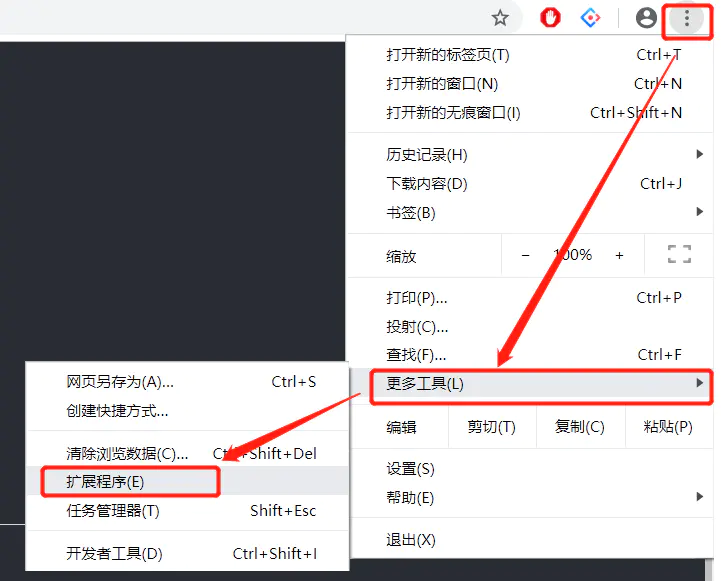 打开新的标签页(T) Ctrl+T
打开新的窗口(N) Ctrl+N
打开新的无痕窗口(I) Ctrl+Shift+N
历史记录(H)
下载内容(D) Ctrl+J
书签(B)
缩放 - 100% +
打印(P)... Ctrl+P
投射(C)...
查找(F)... Ctrl+F
更多工具(L)
编辑 剪切(T) 复制(C) 粘贴(P)
设置(S)
帮助(E)
退出(X)
网页另存为(A)... Ctrl+S
创建快捷方式...
清除浏览数据(C)... Ctrl+Shift+Del
扩展程序(E)
任务管理器(T) Shift+Esc
开发者工具(D) Ctrl+Shift+I